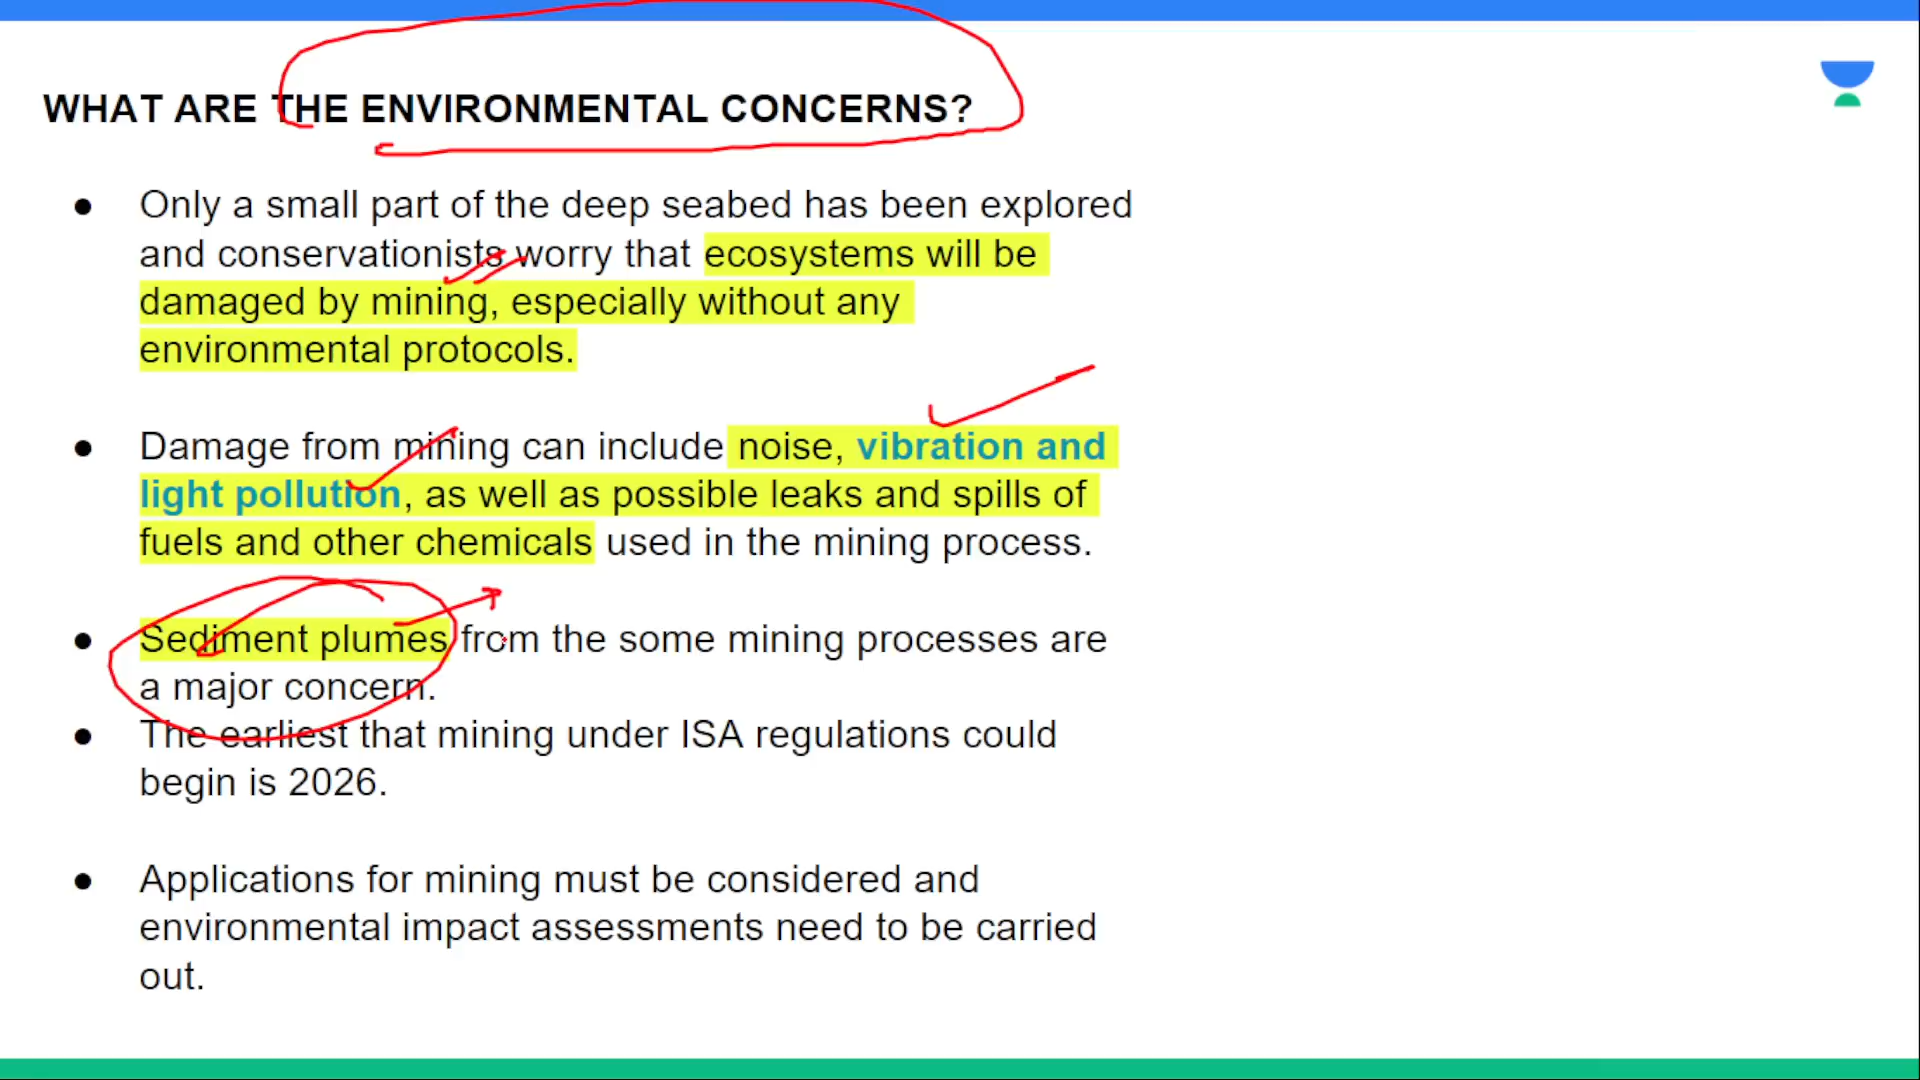 WHAT ARE THE ENVIRONMENTAL CONCERNS?
● Only a small part of the deep seabed has been explored
and conservationists worry that ecosystems will be
damaged by mining, especially without any
environmental protocols.
● Damage from mining can include noise, vibration and
light pollution, as well as possible leaks and spills of
fuels and other chemicals used in the mining process.
● Sediment plumes from the some mining processes are
a major concern.
● The earliest that mining under ISA regulations could
begin is 2026.
● Applications for mining must be considered and
environmental impact assessments need to be carried
out.